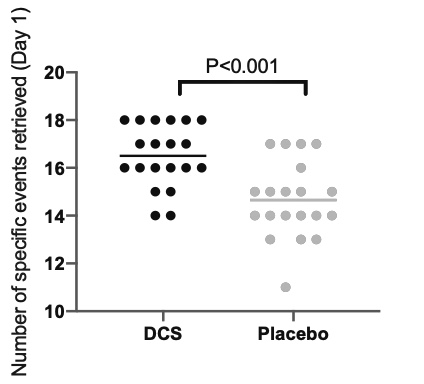 Number of specific events retrieved (Day 1)
P<0.001
20
18
16
14
12
10
DCS Placebo